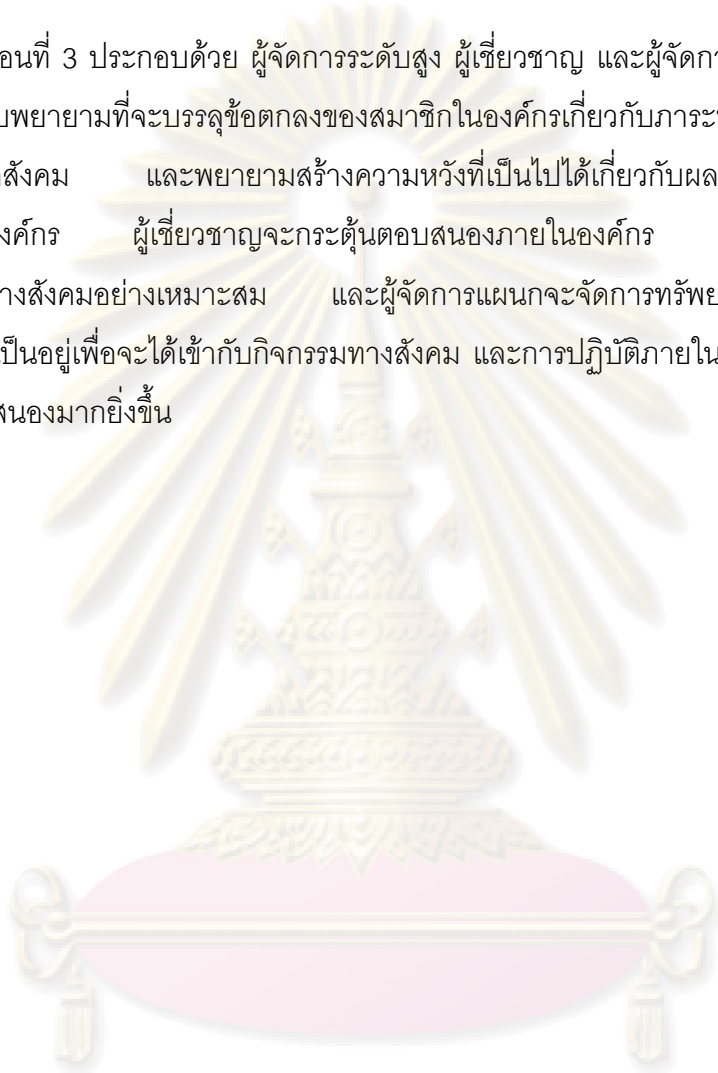 อนที่ 3 ประกอบด้วย ผู้จัดการระดับสูง ผู้เชี่ยวชาญ และผู้จัดกา
บพยายามที่จะบรรลุข้อตกลงของสมาชิกในองค์กรเกี่ยวกับภาระ
สังคม และพยายามสร้างความหวังที่เป็นไปได้เกี่ยวกับผล
งค์กร ผู้เชี่ยวชาญจะกระตุ้นตอบสนองภายในองค์กร
างสังคมอย่างเหมาะสม และผู้จัดการแผนกจะจัดการทรัพย
เป็นอยู่เพื่อจะได้เข้ากับกิจกรรมทางสังคม และการปฏิบัติภายใน
สนองมากยิ่งขึ้น